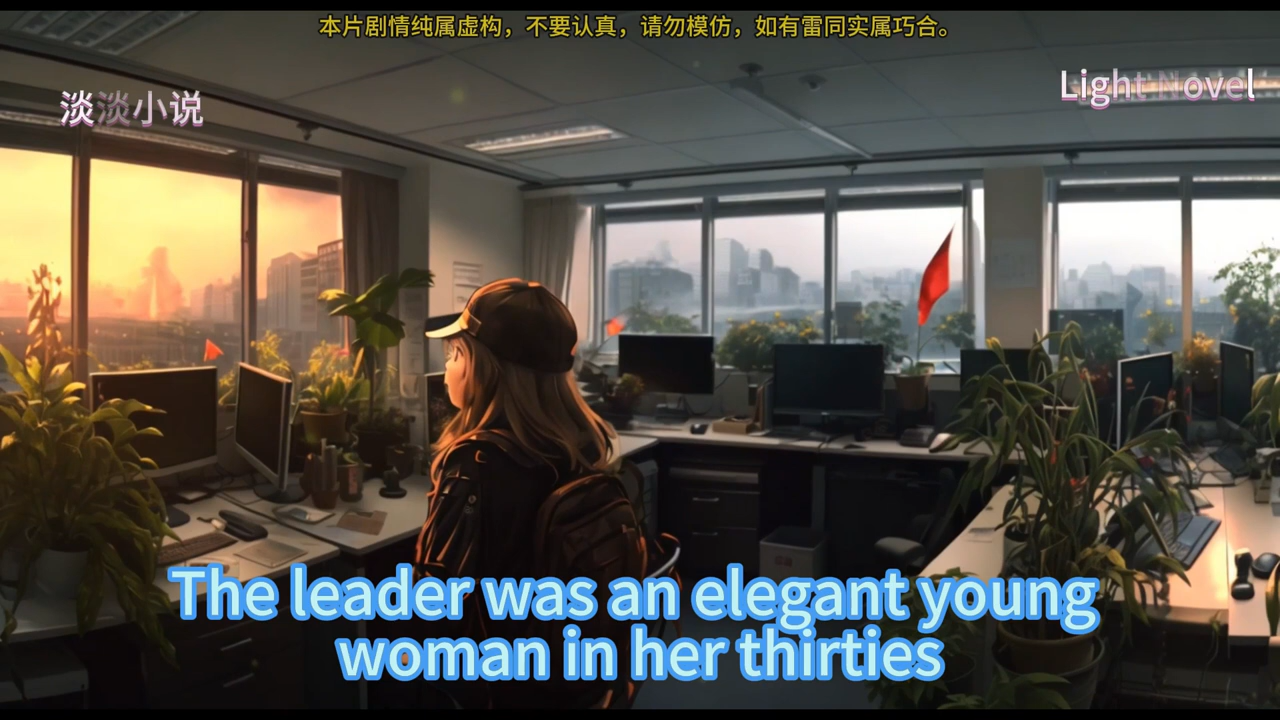 本片剧情纯属虚构，不要认真，请勿模仿，如有雷同实属巧合。
淡淡小说
Light Novel
The leader was an elegant young
woman in her thirties